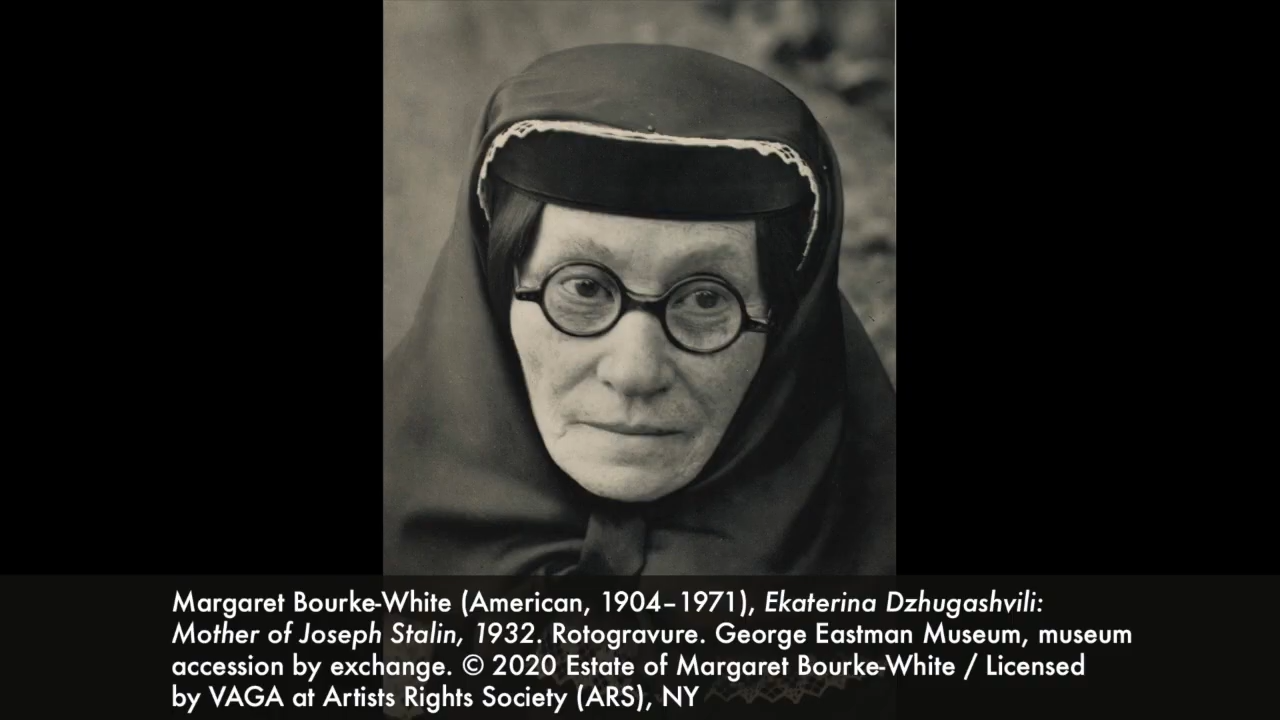 Margaret Bourke-White (American, 1904–1971), Ekaterina Dzhugashvili:
Mother of Joseph Stalin, 1932. Rotogravure. George Eastman Museum, museum
accession by exchange. © 2020 Estate of Margaret Bourke-White / Licensed
by VAGA at Artists Rights Society (ARS), NY